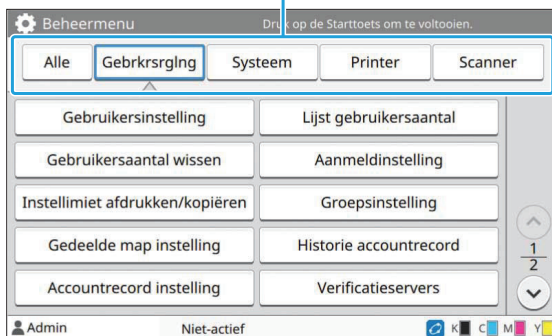 Beheermenu
Druk op de Starttoets om te voltooien.
Alle
Gebrkrsrglng
Systeem
Printer
Scanner
Gebruikersinstelling
Lijst gebruikersaantal
Gebruikersaantal wissen
Aanmeldinstelling
Instellimiet afdrukken/kopiëren
Groepsinstelling
Gedeelde map instelling
Historie accountrecord
Accountrecord instelling
Verificatieservers
1
2
Admin
Niet-actief
K
C
M
Y